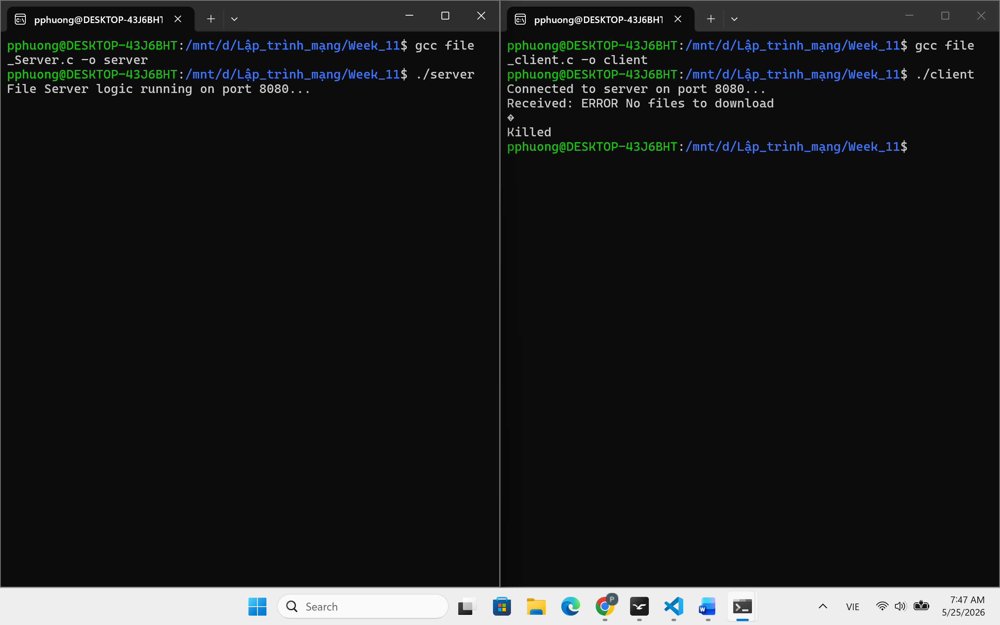 pphuong@DESKTOP-43J6BHT
pphuong@DESKTOP-43J6BHT:/mnt/d/Lập_trình_mạng/Week_11$ gcc file
_Server.c -o server
pphuong@DESKTOP-43J6BHT:/mnt/d/Lập_trình_mạng/Week_11$ ./server
File Server logic running on port 8080...
pphuong@DESKTOP-43J6BHT
pphuong@DESKTOP-43J6BHT:/mnt/d/Lập_trình_mạng/Week_11$ gcc file
_client.c -o client
pphuong@DESKTOP-43J6BHT:/mnt/d/Lập_trình_mạng/Week_11$ ./client
Connected to server on port 8080...
Received: ERROR No files to download
�
Killed
pphuong@DESKTOP-43J6BHT:/mnt/d/Lập_trình_mạng/Week_11$
Search
P
W
VIE
7:47 AM
5/25/2026